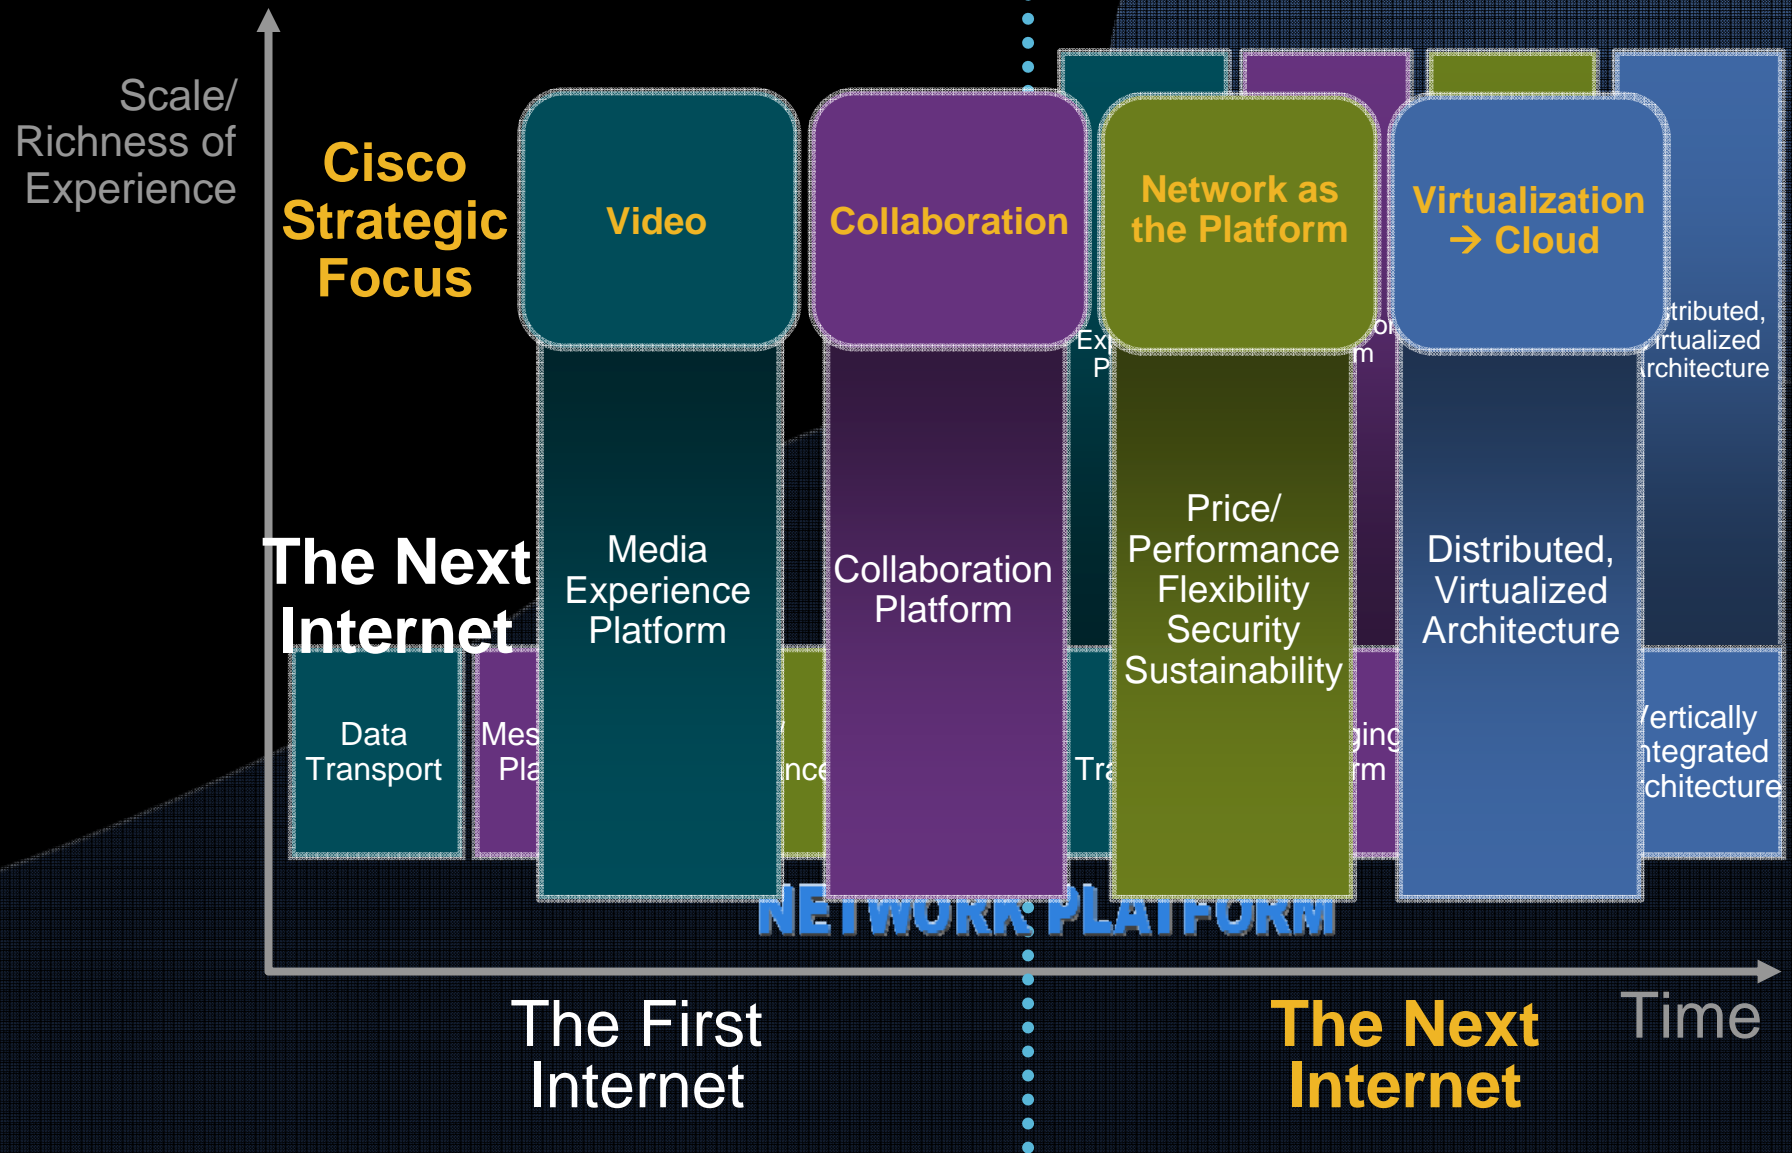 Scale/
Richness of
Experience
Cisco
Strategic
Focus
Video
Collaboration
Network as
the Platform
Virtualization
→ Cloud
The Next
Internet
Media
Experience
Platform
Collaboration
Platform
Price/
Performance
Flexibility
Security
Sustainability
Distributed,
Virtualized
Architecture
Data
Transport
NETWORK PLATFORM
The First
Internet
The Next
Internet
Time